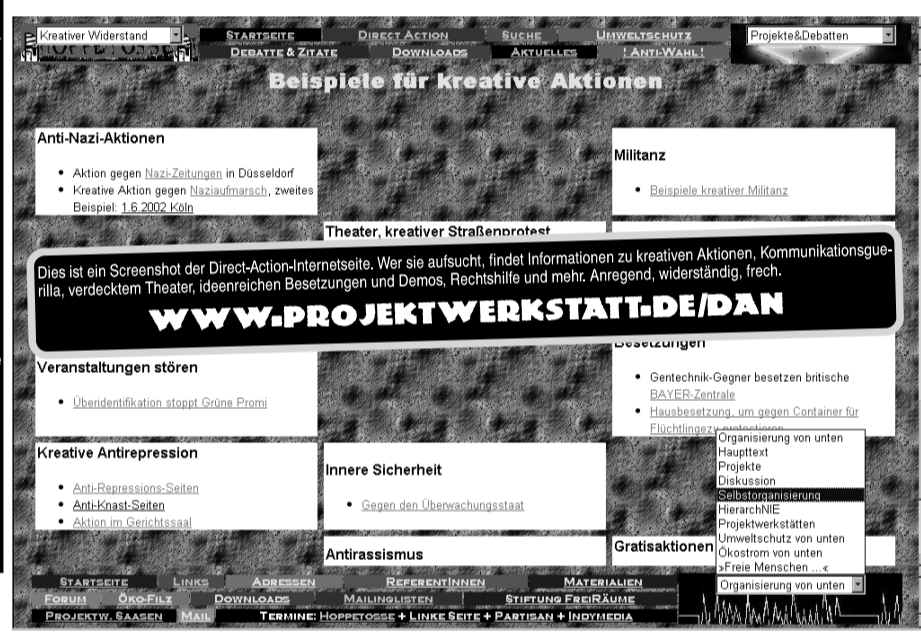 Kreativer Widerstand
STARTSEITE DIRECT ACTION SUCHE UMWELTSCHUTZ
Projekte&Debatten
HOPPETOSSE
DEBATTE & ZITATE DOWNLOADS AKTUELLES !ANTI-WAHL!
Beispiele für kreative Aktionen
Anti-Nazi-Aktionen
• Aktion gegen Nazi-Zeitungen in Düsseldorf
• Kreative Aktion gegen Naziaufmarsch, zweites
Beispiel: 1.6.2002 Köln
Militanz
• Beispiele kreativer Militanz
Theater, kreativer Straßenprotest
Dies ist ein Screenshot der Direct-Action-Internetseite. Wer sie aufsucht, findet Informationen zu kreativen Aktionen, Kommunikationsgue-
rilla, verdecktem Theater, ideenreichen Besetzungen und Demos, Rechtshilfe und mehr. Anregend, widerständig, frech.
WWW.PROJEKTWERKSTATT.DE/DAN
Veranstaltungen stören
• Überidentifikation stoppt Grüne Promi
Besetzungen
• Gentechnik-Gegner besetzen britische
BAYER-Zentrale
• Hausbesetzung, um gegen Container für
Flüchtlingezu protestieren
Kreative Antirepression
• Anti-Repressions-Seiten
• Anti-Knast-Seiten
• Aktion im Gerichtssaal
Innere Sicherheit
• Gegen den Überwachungsstaat
Antirassismus
Gratisaktionen
Organisierung von unten
Haupttext
Projekte
Diskussion
Selbstorganisierung
HierarchNIE
Projektwerkstätten
Umweltschutz von unten
Ökostrom von unten
»Freie Menschen ...«
Organisierung von unten
STARTSEITE LINKS ADRESSEN REFERENTINNEN MATERIALIEN
FORUM ÖKO-FILZ DOWNLOADS MAILINGLISTEN STIFTUNG FREIRÄUME
PROJEKTW. SAASEN MAIL TERMINE: HOPPETOSSE + LINKE SEITE + PARTISAN + INDYMEDIA